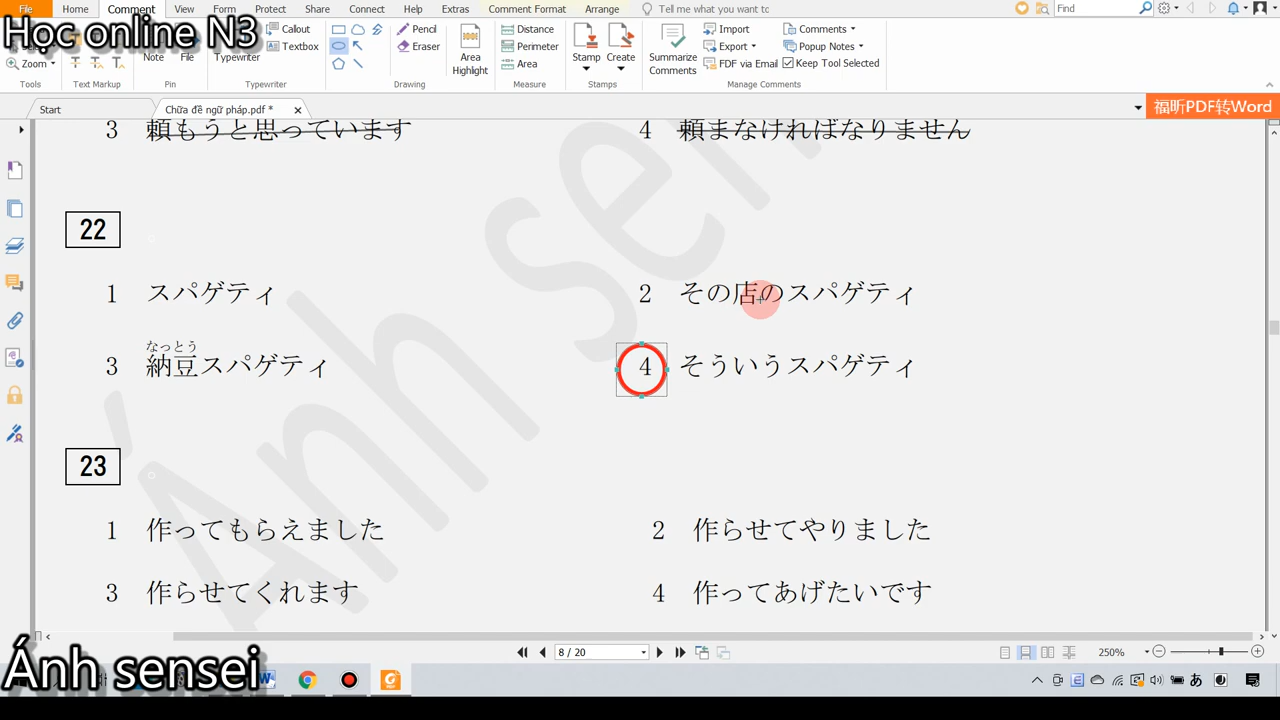 File Home Comment View Form Protect Share Connect Help Extras Comment Format Arrange Tell me what you want to Find
Học online N3
Zoom
Note File Typewriter
Callout
Textbox
Pencil
Eraser
Area Highlight
Distance
Perimeter
Area
Stamp Create
Summarize Comments
Import
Export
FDF via Email
Comments
Popup Notes
Keep Tool Selected
Tools Text Markup Typewriter Drawing Measure Stamps Manage Comments
Start Chữa đề ngữ pháp.pdf * 福昕PDF转Word
3 頼もうと思っています 4 頼まなければなりません
22
1 スパゲティ 2 その店のスパゲティ
なっとう
3 納豆スパゲティ 4 そういうスパゲティ
23
1 作ってもらえました 2 作らせてやりました
3 作らせてくれます 4 作ってあげたいです
Ánh sen
8 / 20 250%
Ánh sensei